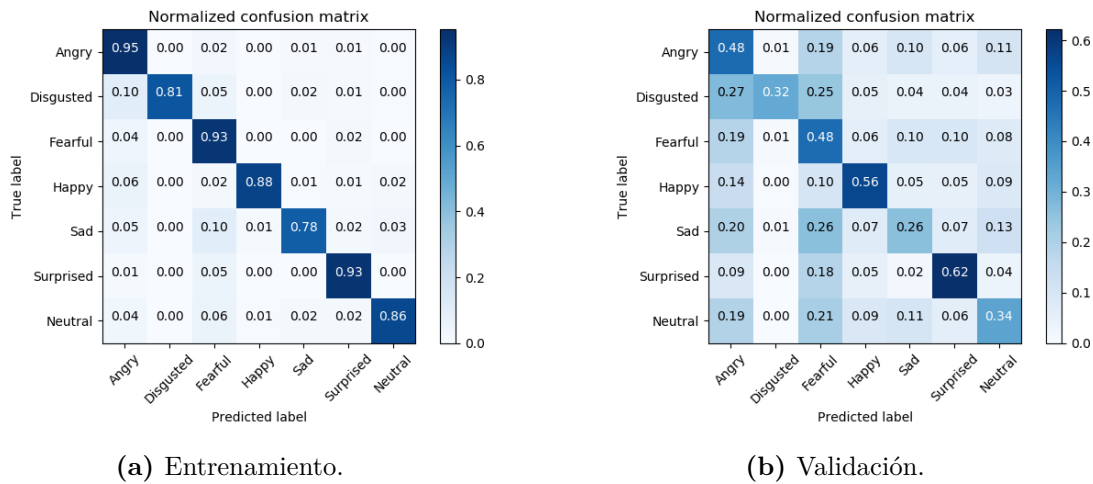 Normalized confusion matrix
Angry 0.95 0.00 0.02 0.00 0.01 0.01 0.00
Disgusted 0.10 0.81 0.05 0.00 0.02 0.01 0.00
Fearful 0.04 0.00 0.93 0.00 0.00 0.02 0.00
Happy 0.06 0.00 0.02 0.88 0.01 0.01 0.02
Sad 0.05 0.00 0.10 0.01 0.78 0.02 0.03
Surprised 0.01 0.00 0.05 0.00 0.00 0.93 0.00
Neutral 0.04 0.00 0.06 0.01 0.02 0.02 0.86
True label
Angry Disgusted Fearful Happy Sad Surprised Neutral
Predicted label
0.8
0.6
0.4
0.2
0.0
(a) Entrenamiento.
Normalized confusion matrix
Angry 0.48 0.01 0.19 0.06 0.10 0.06 0.11
Disgusted 0.27 0.32 0.25 0.05 0.04 0.04 0.03
Fearful 0.19 0.01 0.48 0.06 0.10 0.10 0.08
Happy 0.14 0.00 0.10 0.56 0.05 0.05 0.09
Sad 0.20 0.01 0.26 0.07 0.26 0.07 0.13
Surprised 0.09 0.00 0.18 0.05 0.02 0.62 0.04
Neutral 0.19 0.00 0.21 0.09 0.11 0.06 0.34
True label
Angry Disgusted Fearful Happy Sad Surprised Neutral
Predicted label
0.6
0.5
0.4
0.3
0.2
0.1
0.0
(b) Validación.